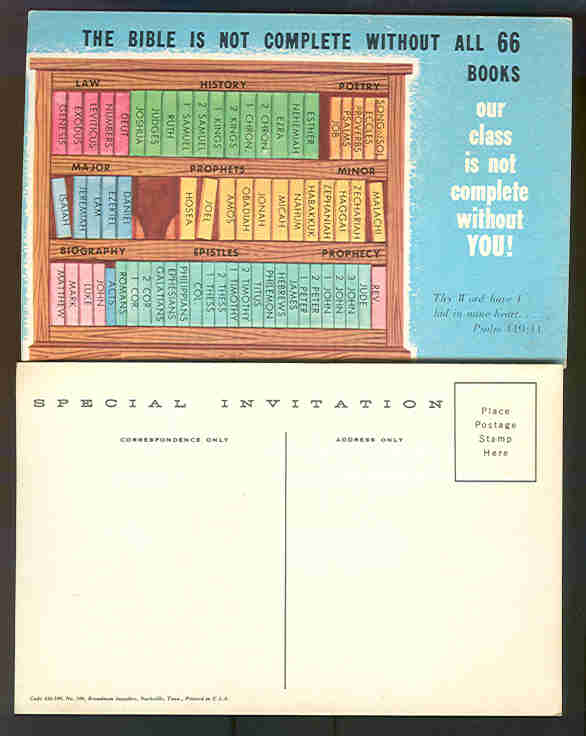 THE BIBLE IS NOT COMPLETE WITHOUT ALL 66
BOOKS
our
class
is not
complete
without
YOU!
Thy Word have I
hid in mine heart. . . .
Psalm 119:11
LAW HISTORY POETRY
GENESIS
EXODUS
LEVITICUS
NUMBERS
DEUT
JOSHUA
JUDGES
RUTH
1 SAMUEL
2 SAMUEL
1 KINGS
2 KINGS
1 CHRON.
2 CHRON.
EZRA
NEHEMIAH
ESTHER
JOB
PSALMS
PROVERBS
ECCLES
SONG OF SOL
MAJOR PROPHETS MINOR
ISAIAH
JEREMIAH
LAM
EZEKIEL
DANIEL
HOSEA
JOEL
AMOS
OBADIAH
JONAH
MICAH
NAHUM
HABAKKUK
ZEPHANIAH
HAGGAI
ZECHARIAH
MALACHI
BIOGRAPHY EPISTLES PROPHECY
MATTHEW
MARK
LUKE
JOHN
ACTS
ROMANS
1 COR
2 COR
GALATIANS
EPHESIANS
PHILIPPIANS
COL
1 THESS
2 THESS
1 TIMOTHY
2 TIMOTHY
TITUS
PHILEMON
HEBREWS
JAMES
1 PETER
2 PETER
1 JOHN
2 JOHN
3 JOHN
JUDE
REV
SPECIAL INVITATION
CORRESPONDENCE ONLY
ADDRESS ONLY
Place
Postage
Stamp
Here
Broadman Supplies, Nashville, Tenn., Printed in U.S.A.